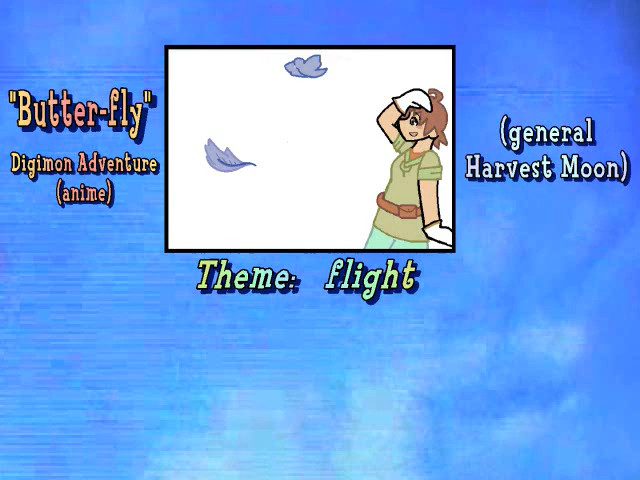 "Butter-fly"
Digimon Adventure
(anime)
(general
Harvest Moon)
Theme: flight